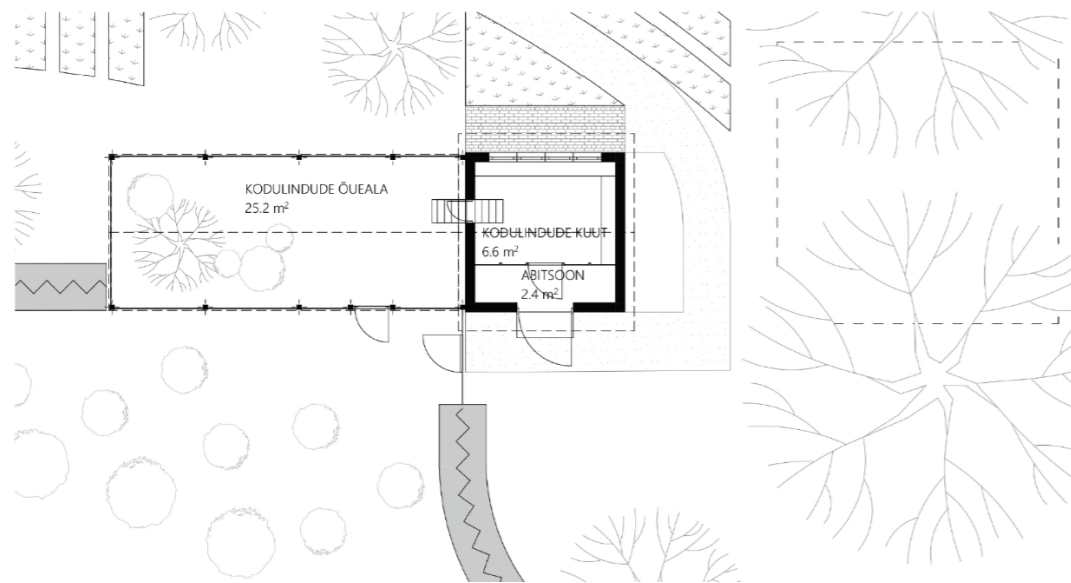 KODULINDUDE ÕUEALA
25.2 m²
KODULINDUDE KUUT
6.6 m²
ABITSOON
2.4 m²